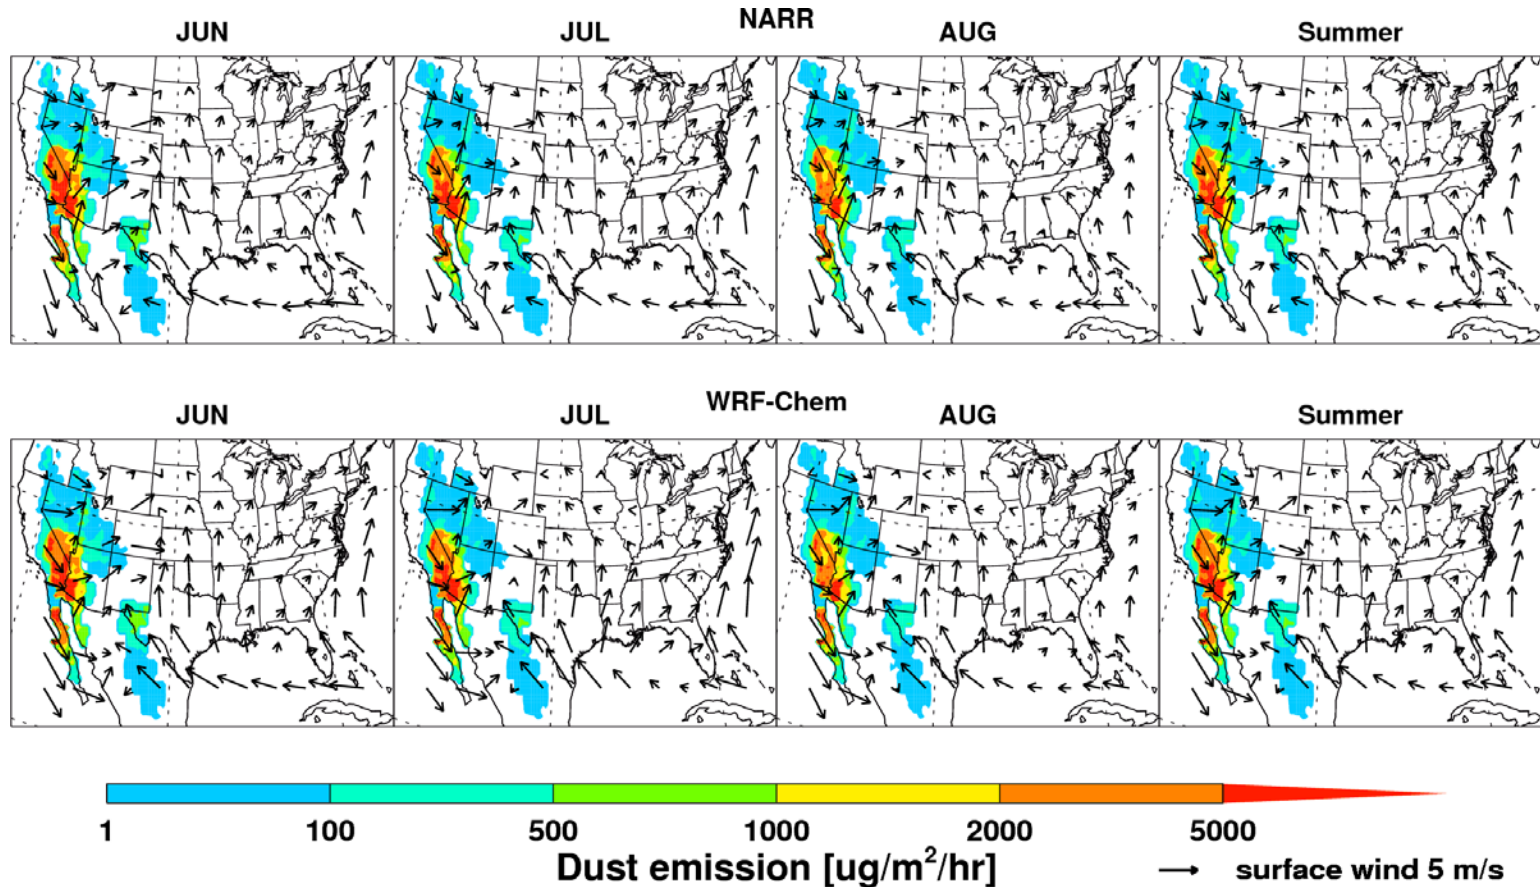 NARR
JUN JUL AUG Summer
WRF-Chem
JUN JUL AUG Summer
1 100 500 1000 2000 5000
Dust emission [ug/m²/hr]
surface wind 5 m/s